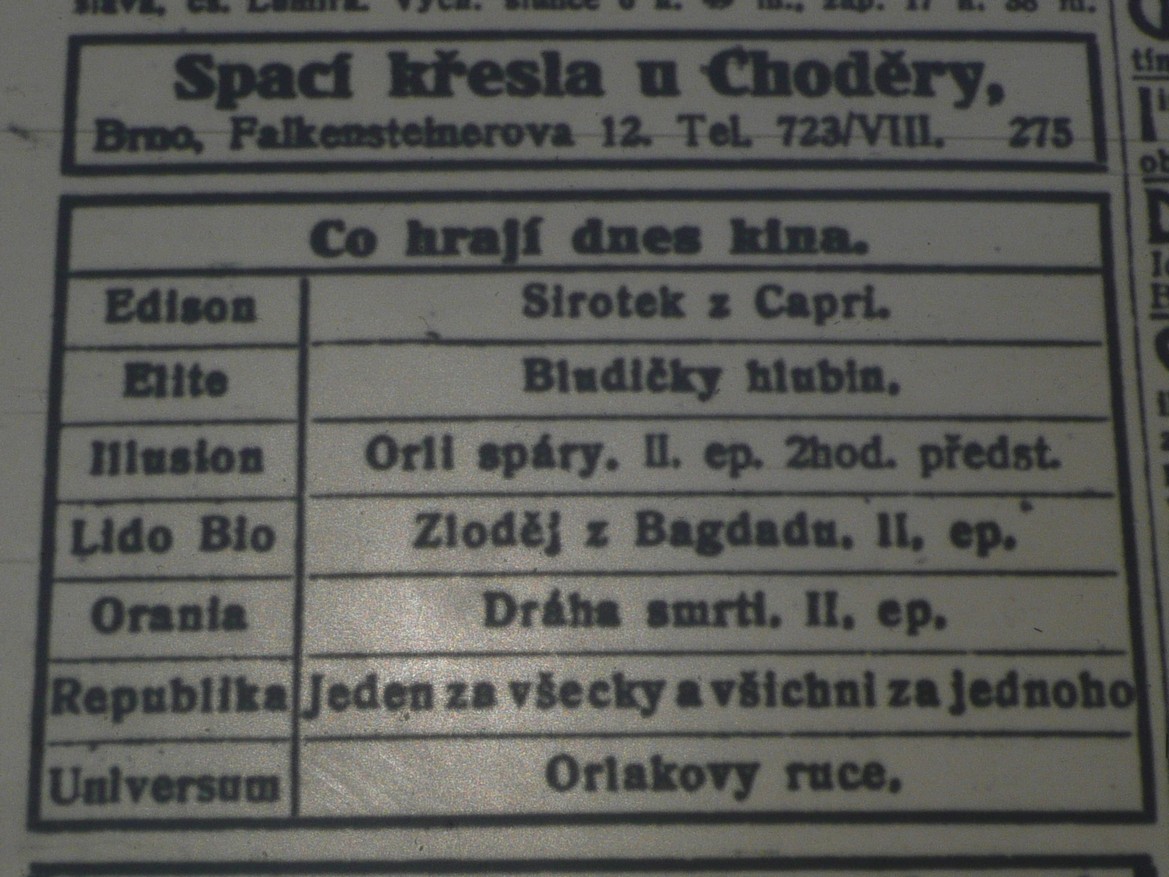 Spací křesla u Choděry,
Brno, Falkensteinerova 12. Tel. 723/VIII. 275
Co hrají dnes kina.
Edison Sirotek z Capri.
Elite Bludičky hlubin.
Illusion Orlí spáry. II. ep. 2hod. předst.
Lido Bio Zloděj z Bagdadu. II. ep.
Orania Dráha smrti. II. ep.
Republika Jeden za všecky a všichni za jednoho
Universum Orlakovy ruce.